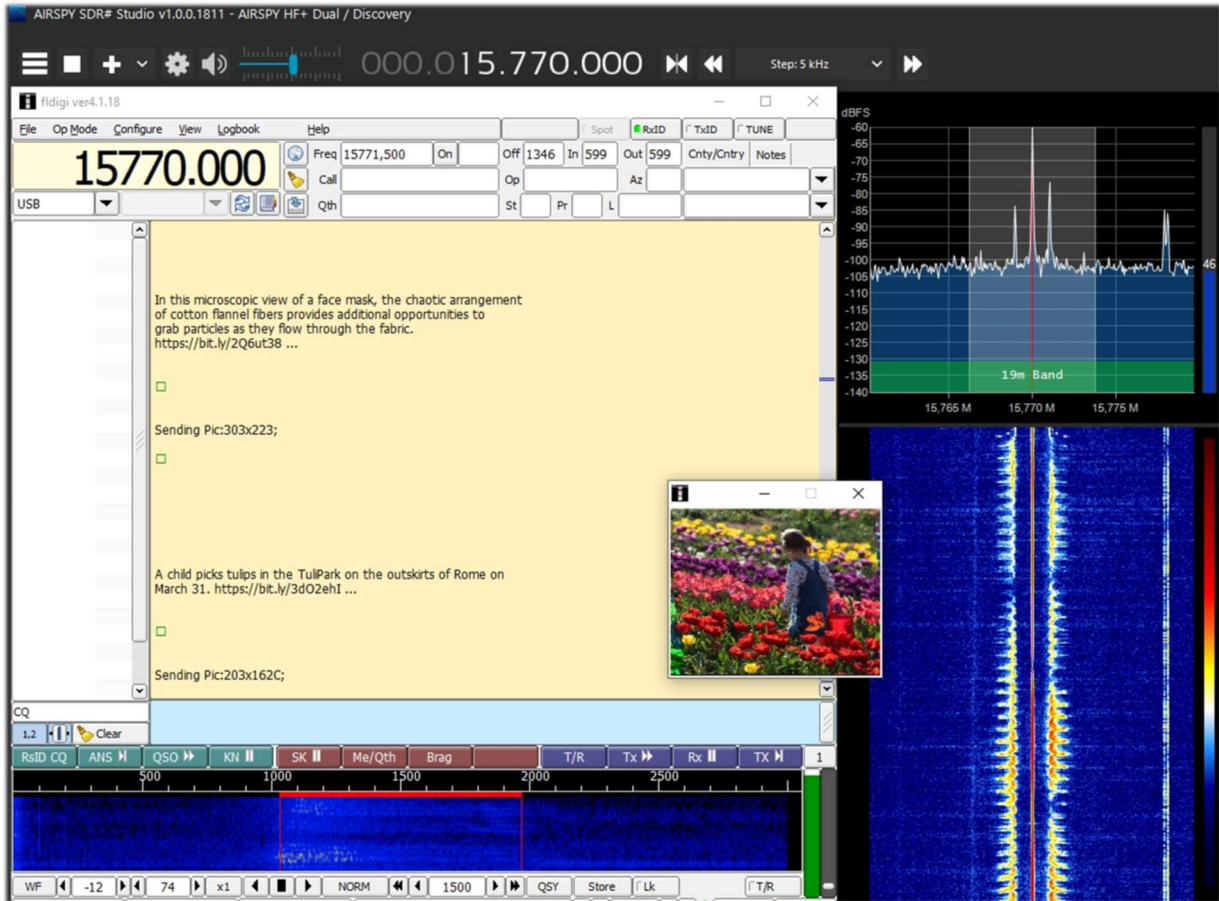 AIRSPY SDR# Studio v1.0.0.1811 - AIRSPY HF+ Dual / Discovery
000.015.770.000
Step: 5 kHz
fldigi ver4.1.18
File Op Mode Configure View Logbook Help
Spot RxID TxID TUNE
15770.000
Freq 15771,500 On Off 1346 In 599 Out 599 Cnty/Cntry Notes
Call Op Az
USB
Qth St Pr L
In this microscopic view of a face mask, the chaotic arrangement
of cotton flannel fibers provides additional opportunities to
grab particles as they flow through the fabric.
https://bit.ly/2Q6ut38 ...
Sending Pic:303x223;
A child picks tulips in the TuliPark on the outskirts of Rome on
March 31. https://bit.ly/3dO2ehI ...
Sending Pic:203x162C;
CQ
1,2 Clear
RsID CQ ANS QSO KN SK Me/Qth Brag T/R Tx Rx TX 1
500 1000 1500 2000 2500
WF -12 74 x1 NORM 1500 QSY Store Lk T/R
dBFS
-60
-65
-70
-75
-80
-85
-90
-95
-100
-105
-110
-115
-120
-125
-130
-135
-140
46
19m Band
15,765 M 15,770 M 15,775 M